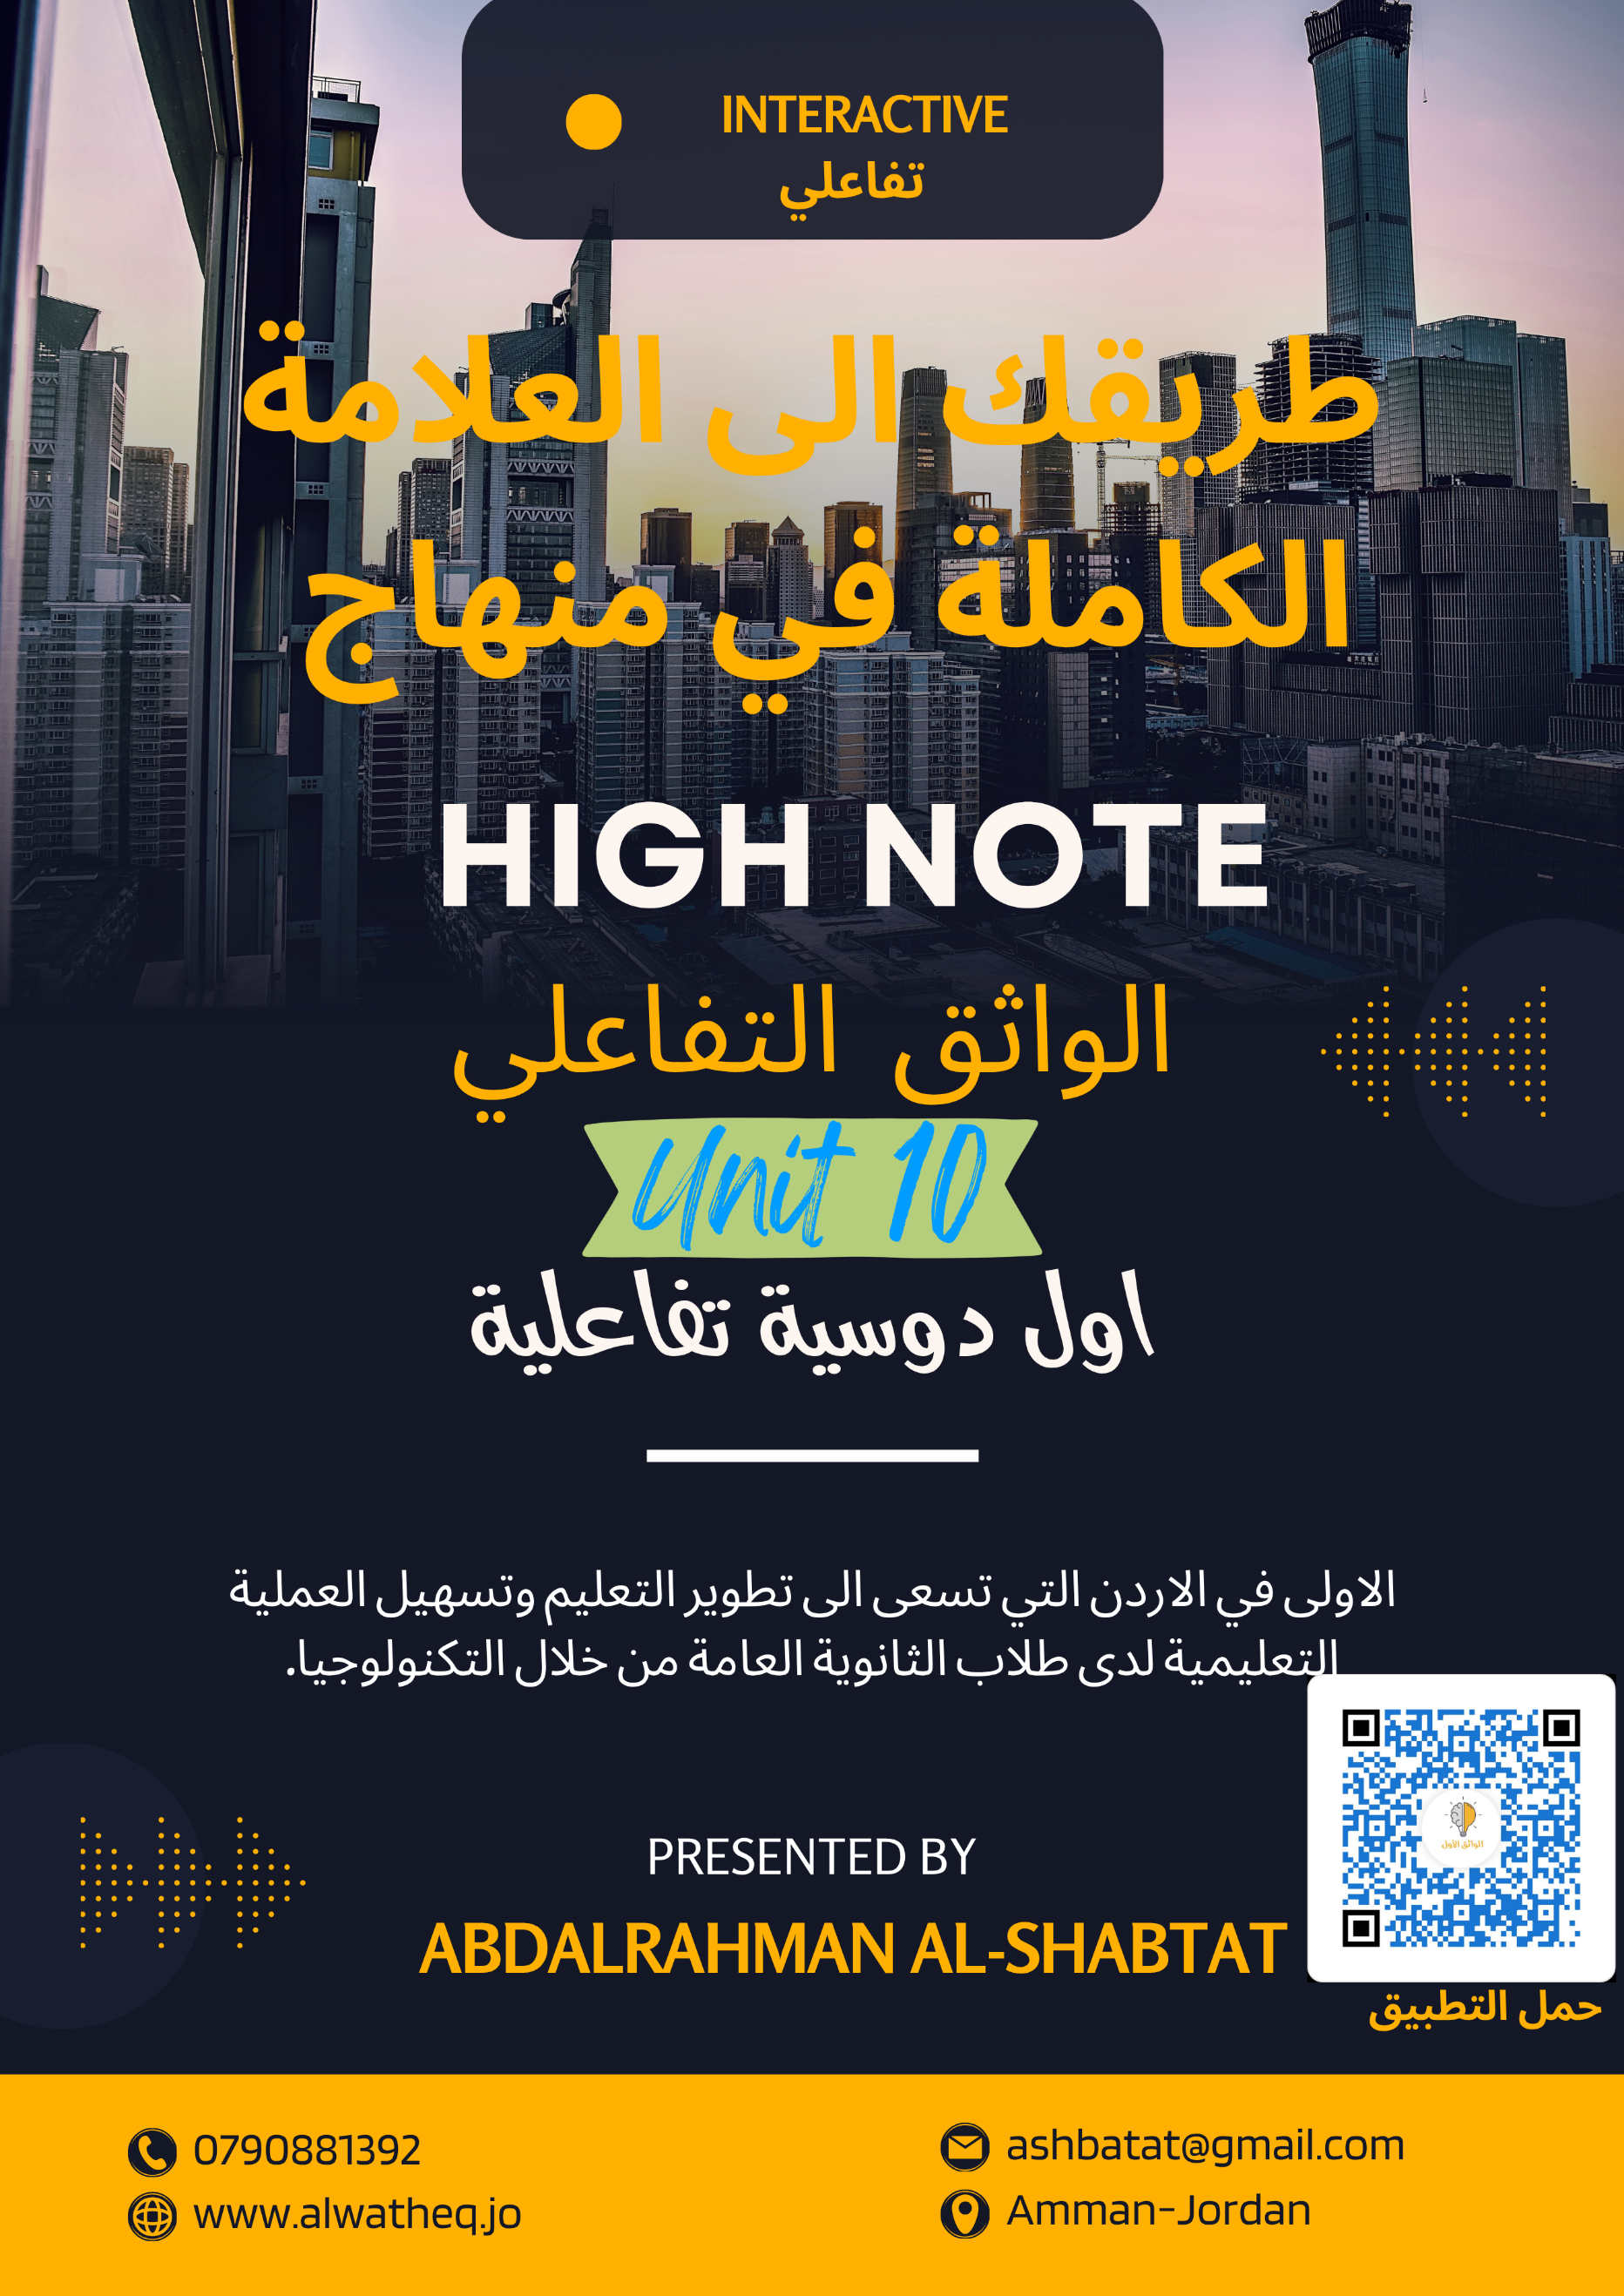 INTERACTIVE
تفاعلي
طريقك الى العلامة
الكاملة في منهاج
HIGH NOTE
الواثق التفاعلي
Unit 10
اول دوسية تفاعلية
الاولى في الاردن التي تسعى الى تطوير التعليم وتسهيل العملية
التعليمية لدى طلاب الثانوية العامة من خلال التكنولوجيا.
الواثق الأول
PRESENTED BY
ABDALRAHMAN AL-SHABTAT
حمل التطبيق
0790881392
ashbatat@gmail.com
www.alwatheq.jo
Amman-Jordan